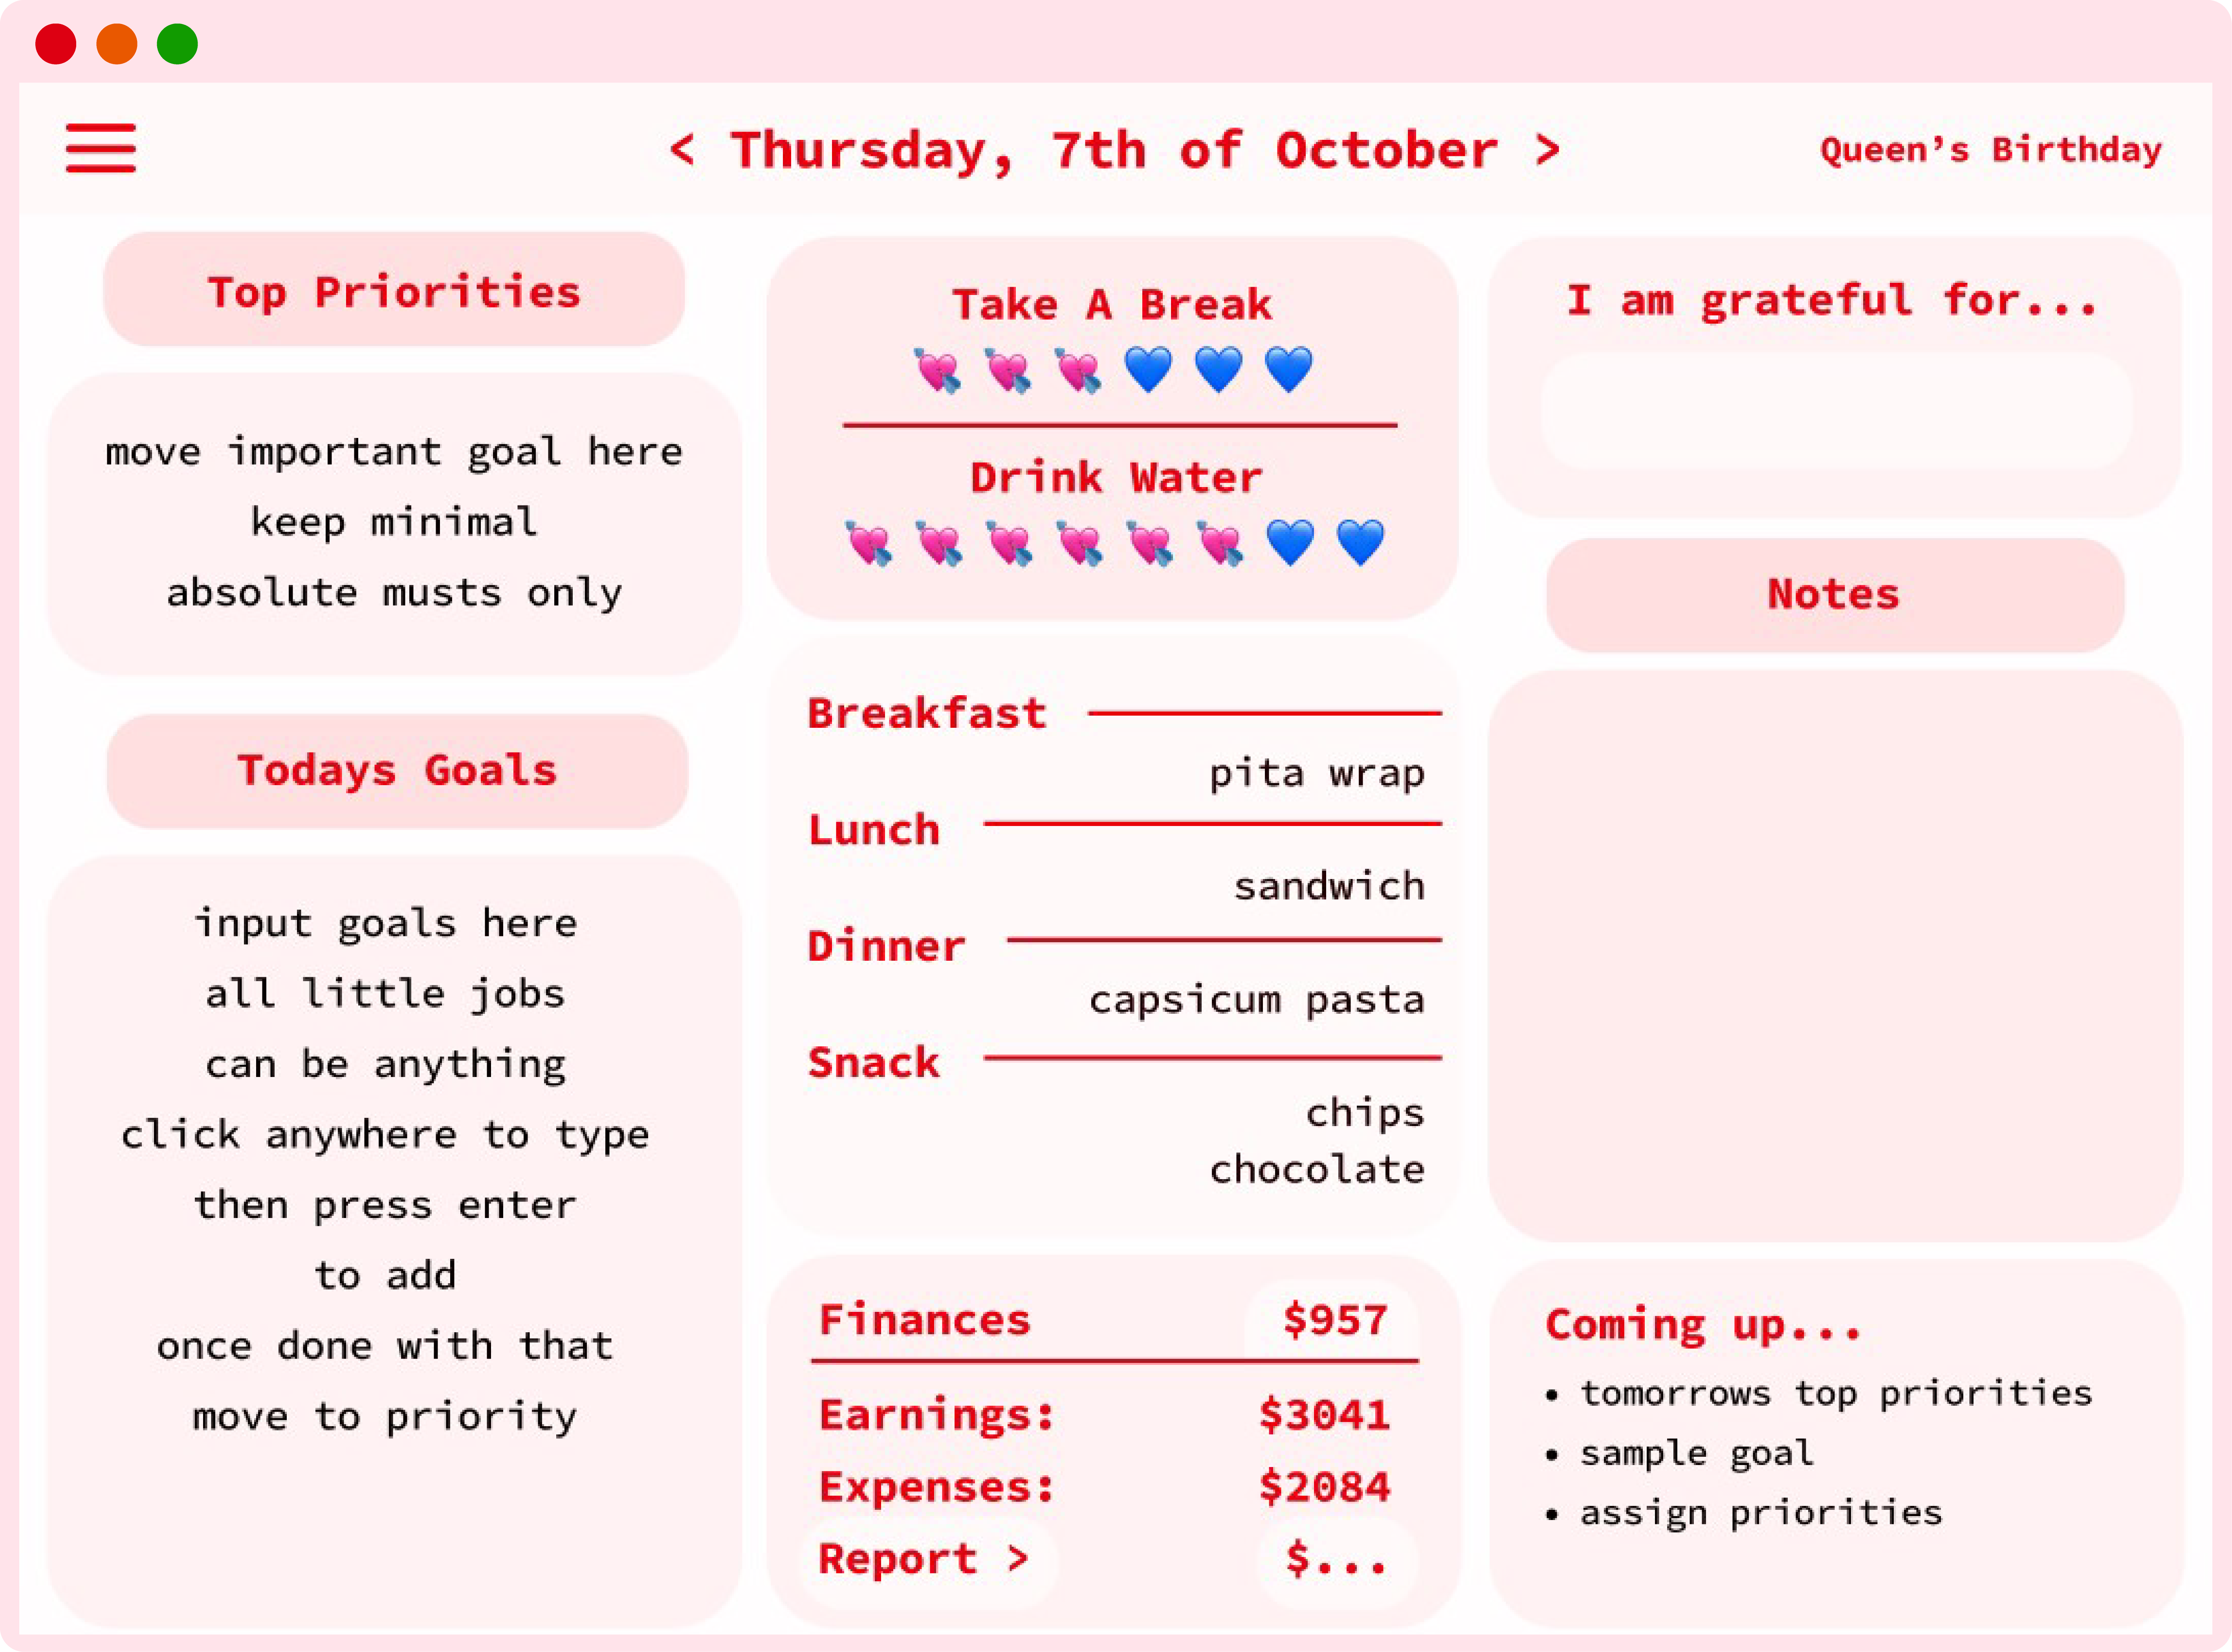 < Thursday, 7th of October >
Queen’s Birthday
Top Priorities
move important goal here
keep minimal
absolute musts only
Todays Goals
input goals here
all little jobs
can be anything
click anywhere to type
then press enter
to add
once done with that
move to priority
Take A Break
Drink Water
Breakfast
pita wrap
Lunch
sandwich
Dinner
capsicum pasta
Snack
chips
chocolate
Finances $957
Earnings: $3041
Expenses: $2084
Report > $...
I am grateful for...
Notes
Coming up...
• tomorrows top priorities
• sample goal
• assign priorities